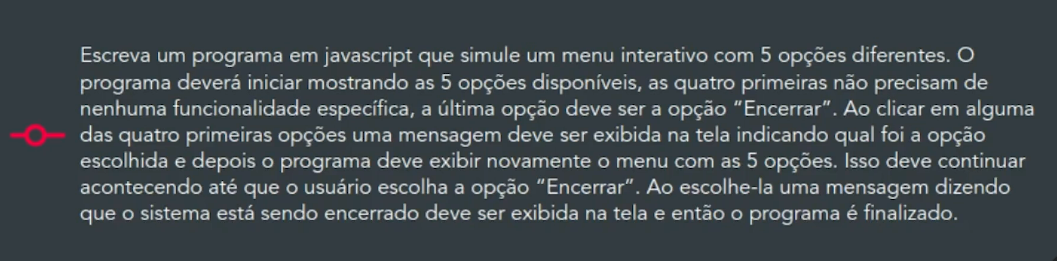 Escreva um programa em javascript que simule um menu interativo com 5 opções diferentes. O
programa deverá iniciar mostrando as 5 opções disponíveis, as quatro primeiras não precisam de
nenhuma funcionalidade específica, a última opção deve ser a opção “Encerrar”. Ao clicar em alguma
das quatro primeiras opções uma mensagem deve ser exibida na tela indicando qual foi a opção
escolhida e depois o programa deve exibir novamente o menu com as 5 opções. Isso deve continuar
acontecendo até que o usuário escolha a opção “Encerrar”. Ao escolhe-la uma mensagem dizendo
que o sistema está sendo encerrado deve ser exibida na tela e então o programa é finalizado.